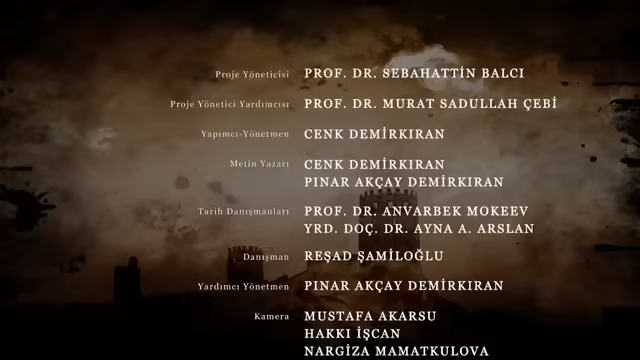 Proje Yöneticisi PROF. DR. SEBAHATTİN BALCI
Proje Yönetici Yardımcısı PROF. DR. MURAT SADULLAH ÇEBİ
Yapımcı-Yönetmen CENK DEMİRKIRAN
Metin Yazarı CENK DEMİRKIRAN
PINAR AKÇAY DEMİRKIRAN
Tarih Danışmanları PROF. DR. ANVARBEK MOKEEV
YRD. DOÇ. DR. AYNA A. ARSLAN
Danışman REŞAD ŞAMİLOĞLU
Yardımcı Yönetmen PINAR AKÇAY DEMİRKIRAN
Kamera MUSTAFA AKARSU
HAKKI İŞCAN
NARGİZA MAMATKULOVA